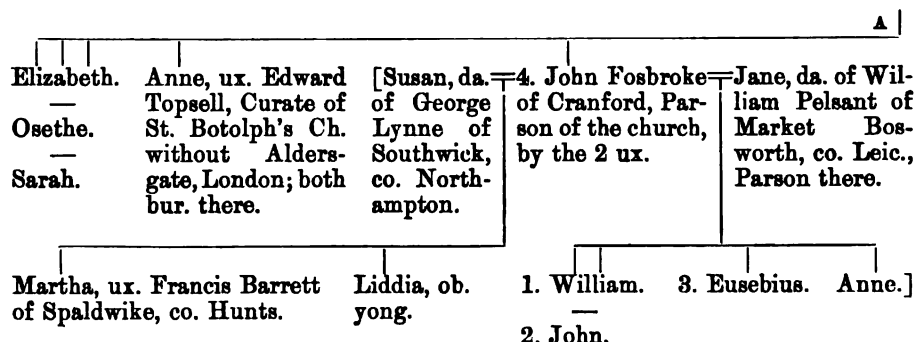 A
Elizabeth.
—
Osethe.
—
Sarah.
Anne, ux. Edward
Topsell, Curate of
St. Botolph's Ch.
without Alders-
gate, London; both
bur. there.
[Susan, da.
of George
Lynne of
Southwick,
co. North-
ampton.
4. John Fosbroke
of Cranford, Par-
son of the church,
by the 2 ux.
Jane, da. of Wil-
liam Pelsant of
Market Bos-
worth, co. Leic.,
Parson there.
Martha, ux. Francis Barrett
of Spaldwike, co. Hunts.
Liddia, ob.
yong.
1. William.
—
2. John.
3. Eusebius.
Anne.]